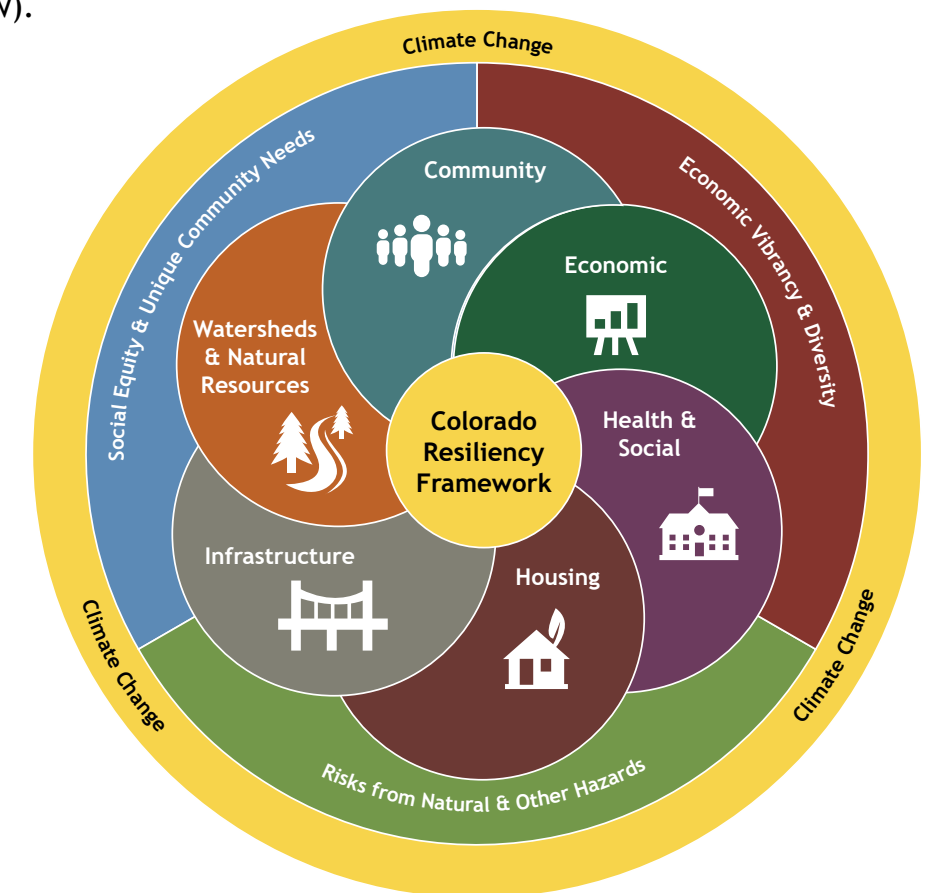 Climate Change
Social Equity & Unique Community Needs
Economic Vibrancy & Diversity
Community
Economic
Watersheds
& Natural
Resources
Colorado
Resiliency
Framework
Health &
Social
Infrastructure
Housing
Climate Change
Climate Change
Risks from Natural & Other Hazards